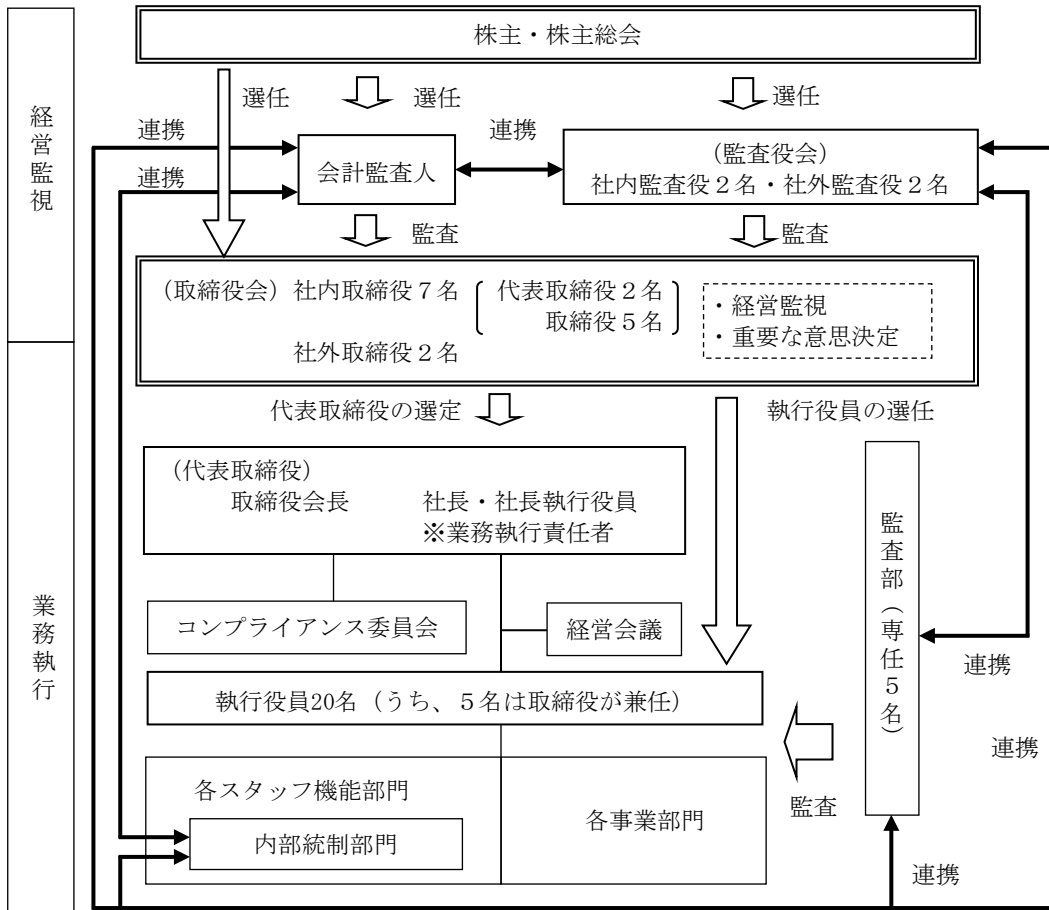 株主・株主総会
選任
選任
選任
経営監視
連携
連携
連携
会計監査人
(監査役会)
社内監査役２名・社外監査役２名
監査
監査
(取締役会) 社内取締役７名 代表取締役２名
取締役５名
社外取締役２名
・経営監視
・重要な意思決定
代表取締役の選定
執行役員の選任
業務執行
(代表取締役)
取締役会長 社長・社長執行役員
※業務執行責任者
監査部（専任５名）
コンプライアンス委員会
経営会議
連携
執行役員20名（うち、５名は取締役が兼任）
連携
監査
各スタッフ機能部門
各事業部門
内部統制部門
連携